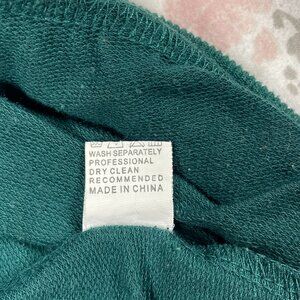 WASH SEPARATELY
PROFESSIONAL
DRY CLEAN
RECOMMENDED
MADE IN CHINA